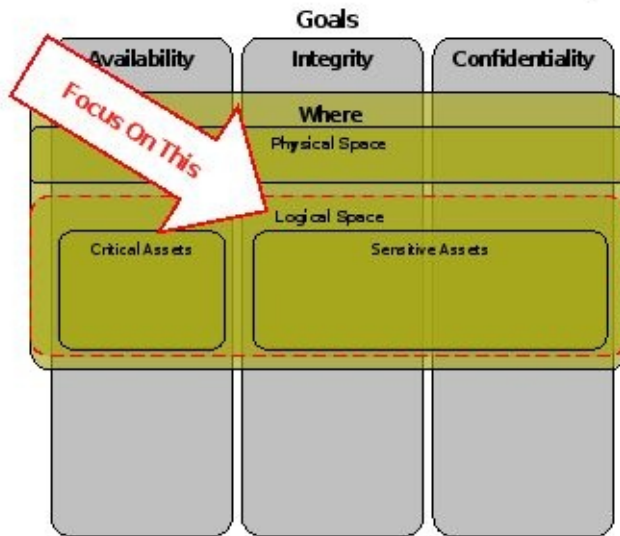 Goals
Availability
Integrity
Confidentiality
Focus On This
Where
Physical Space
Logical Space
Critical Assets
Sensitive Assets